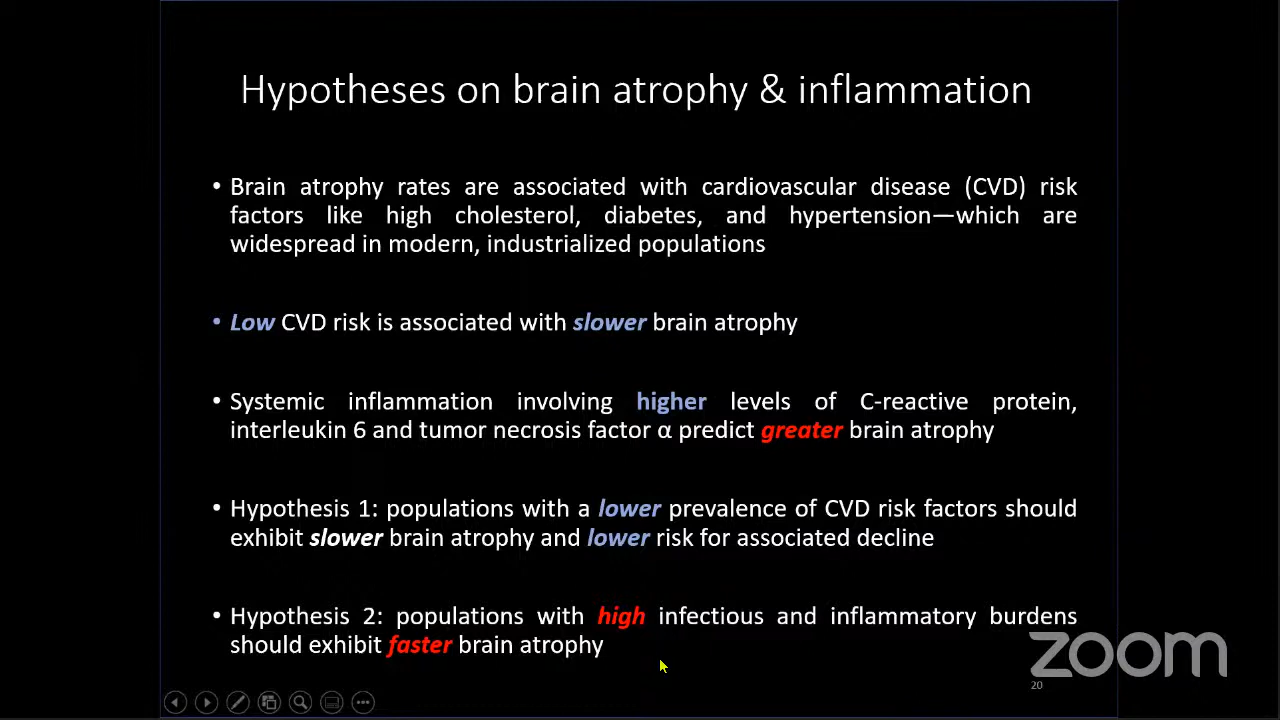 Hypotheses on brain atrophy & inflammation
• Brain atrophy rates are associated with cardiovascular disease (CVD) risk
factors like high cholesterol, diabetes, and hypertension—which are
widespread in modern, industrialized populations
• Low CVD risk is associated with slower brain atrophy
• Systemic inflammation involving higher levels of C-reactive protein,
interleukin 6 and tumor necrosis factor α predict greater brain atrophy
• Hypothesis 1: populations with a lower prevalence of CVD risk factors should
exhibit slower brain atrophy and lower risk for associated decline
• Hypothesis 2: populations with high infectious and inflammatory burdens
should exhibit faster brain atrophy
zoom
20